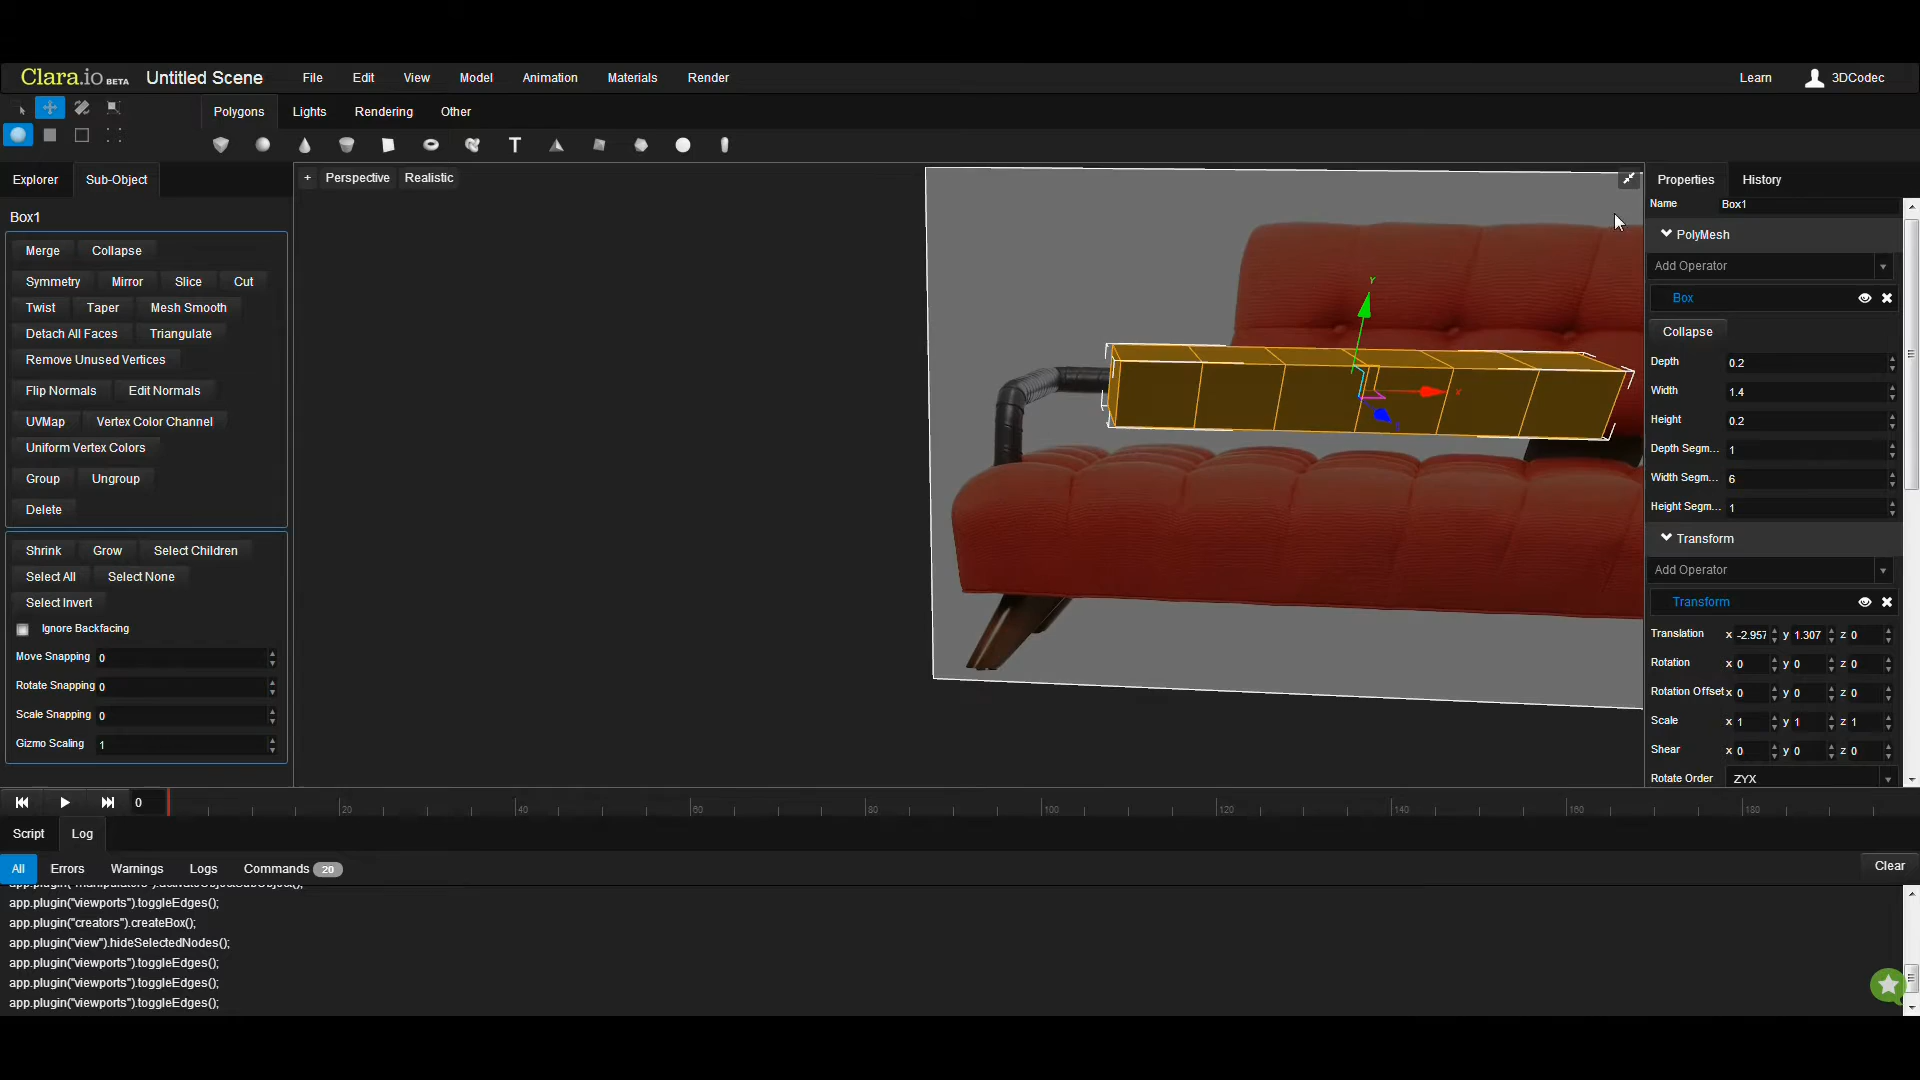 Clara.io BETA Untitled Scene File Edit View Model Animation Materials Render Learn 3DCodec
Polygons Lights Rendering Other
T
Explorer Sub-Object
+ Perspective Realistic
Properties History
Name Box1
Box1
PolyMesh
Merge Collapse
Add Operator
Symmetry Mirror Slice Cut
Y
Box
Twist Taper Mesh Smooth
Detach All Faces Triangulate
Collapse
Remove Unused Vertices
Depth 0.2
Flip Normals Edit Normals
x
Width 1.4
UVMap Vertex Color Channel
Height 0.2
Uniform Vertex Colors
Depth Segm... 1
Group Ungroup
Width Segm... 6
Delete
Height Segm... 1
Transform
Shrink Grow Select Children
Add Operator
Select All Select None
Select Invert
Transform
Ignore Backfacing
Translation x -2.957 y 1.307 z 0
Move Snapping 0
Rotation x 0 y 0 z 0
Rotate Snapping 0
Rotation Offset x 0 y 0 z 0
Scale Snapping 0
Scale x 1 y 1 z 1
Gizmo Scaling 1
Shear x 0 y 0 z 0
Rotate Order ZYX
0 20 40 60 80 100 120 140 160 180
Script Log
All Errors Warnings Logs Commands 20 Clear
app.plugin("manipulators").activateObjectSubObject();
app.plugin("viewports").toggleEdges();
app.plugin("creators").createBox();
app.plugin("view").hideSelectedNodes();
app.plugin("viewports").toggleEdges();
app.plugin("viewports").toggleEdges();
app.plugin("viewports").toggleEdges();